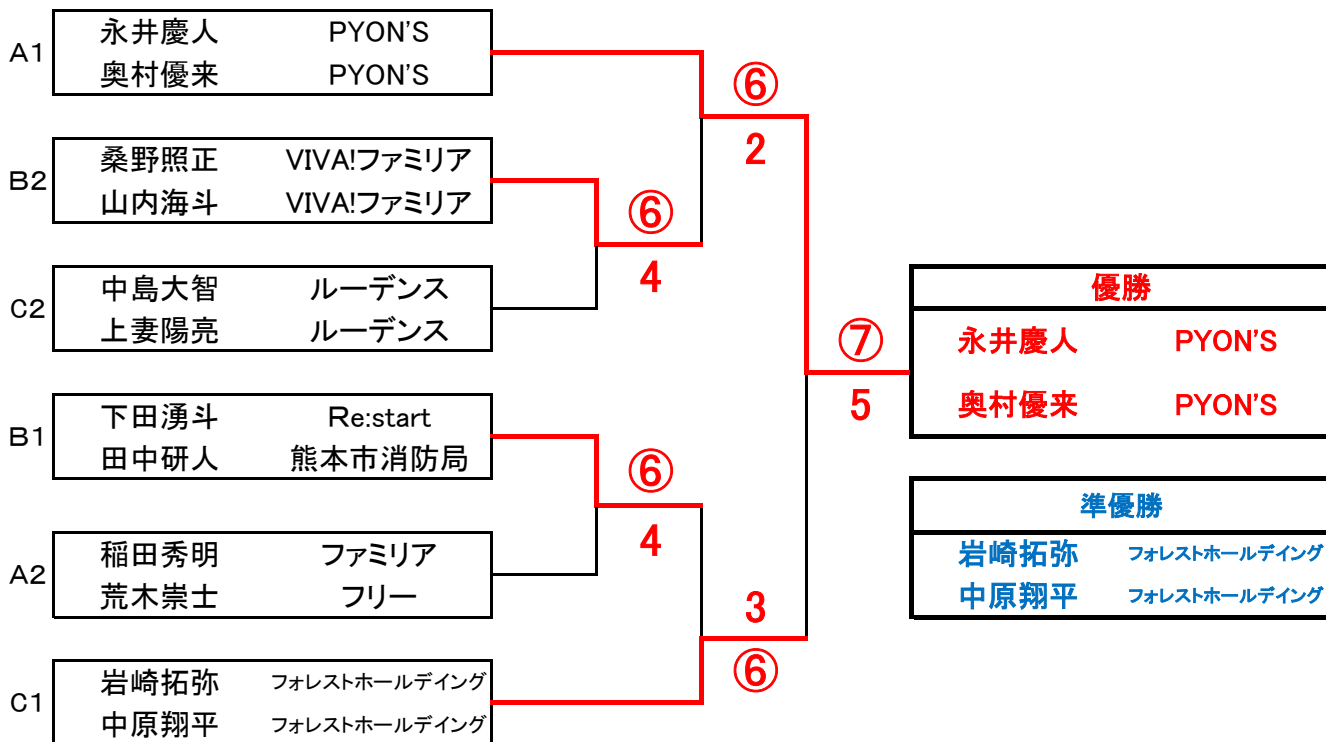 A1
永井慶人 PYON'S
奥村優来 PYON'S
⑥
2
B2
桑野照正 VIVA!ファミリア
山内海斗 VIVA!ファミリア
⑥
4
C2
中島大智 ルーデンス
上妻陽亮 ルーデンス
優勝
永井慶人 PYON'S
奥村優来 PYON'S
⑦
5
B1
下田湧斗 Re:start
田中研人 熊本市消防局
⑥
4
準優勝
岩崎拓弥 フォレストホールデイング
中原翔平 フォレストホールデイング
A2
稲田秀明 ファミリア
荒木崇士 フリー
3
⑥
C1
岩崎拓弥 フォレストホールデイング
中原翔平 フォレストホールデイング